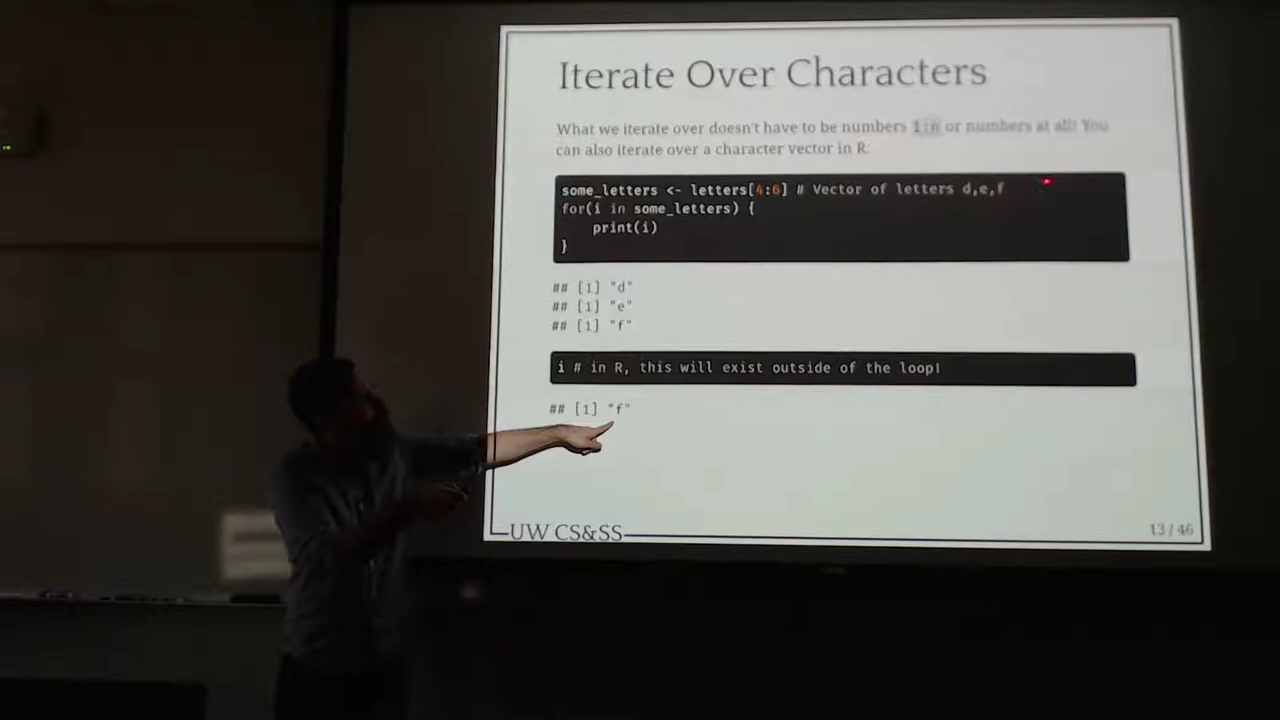 Iterate Over Characters
What we iterate over doesn't have to be numbers 1:n or numbers at all! You
can also iterate over a character vector in R:
some_letters <- letters[4:6] # Vector of letters d,e,f
for(i in some_letters) {
    print(i)
}
## [1] "d"
## [1] "e"
## [1] "f"
i # in R, this will exist outside of the loop!
## [1] "f"
UW CS&SS
13 / 46